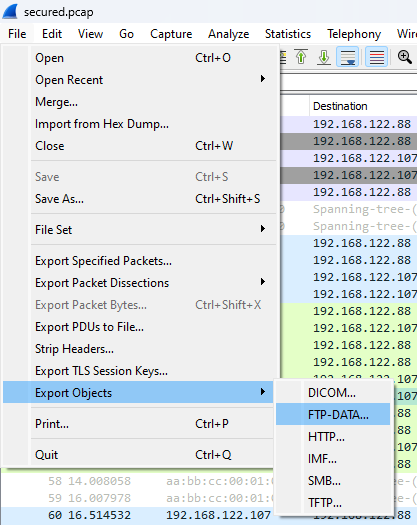 secured.pcap
File Edit View Go Capture Analyze Statistics Telephony
Open Ctrl+O
Open Recent
Merge...
Import from Hex Dump...
Close Ctrl+W
Save Ctrl+S
Save As... Ctrl+Shift+S
File Set
Export Specified Packets...
Export Packet Dissections
Export Packet Bytes... Ctrl+Shift+X
Export PDUs to File...
Strip Headers...
Export TLS Session Keys...
Export Objects
Print... Ctrl+P
Quit Ctrl+Q
DICOM...
FTP-DATA...
HTTP...
IMF...
SMB...
TFTP...
Destination
192.168.122.88
192.168.122.88
192.168.122.107
192.168.122.107
192.168.122.88
Spanning-tree-(
Spanning-tree-(
192.168.122.88
192.168.122.88
192.168.122.107
192.168.122.107
192.168.122.88
192.168.122.88
192.168.122.107
192.168.122.88
58 14.008058 aa:bb:cc:00:01:
59 16.007978 aa:bb:cc:00:01:
60 16.514532 192.168.122.107